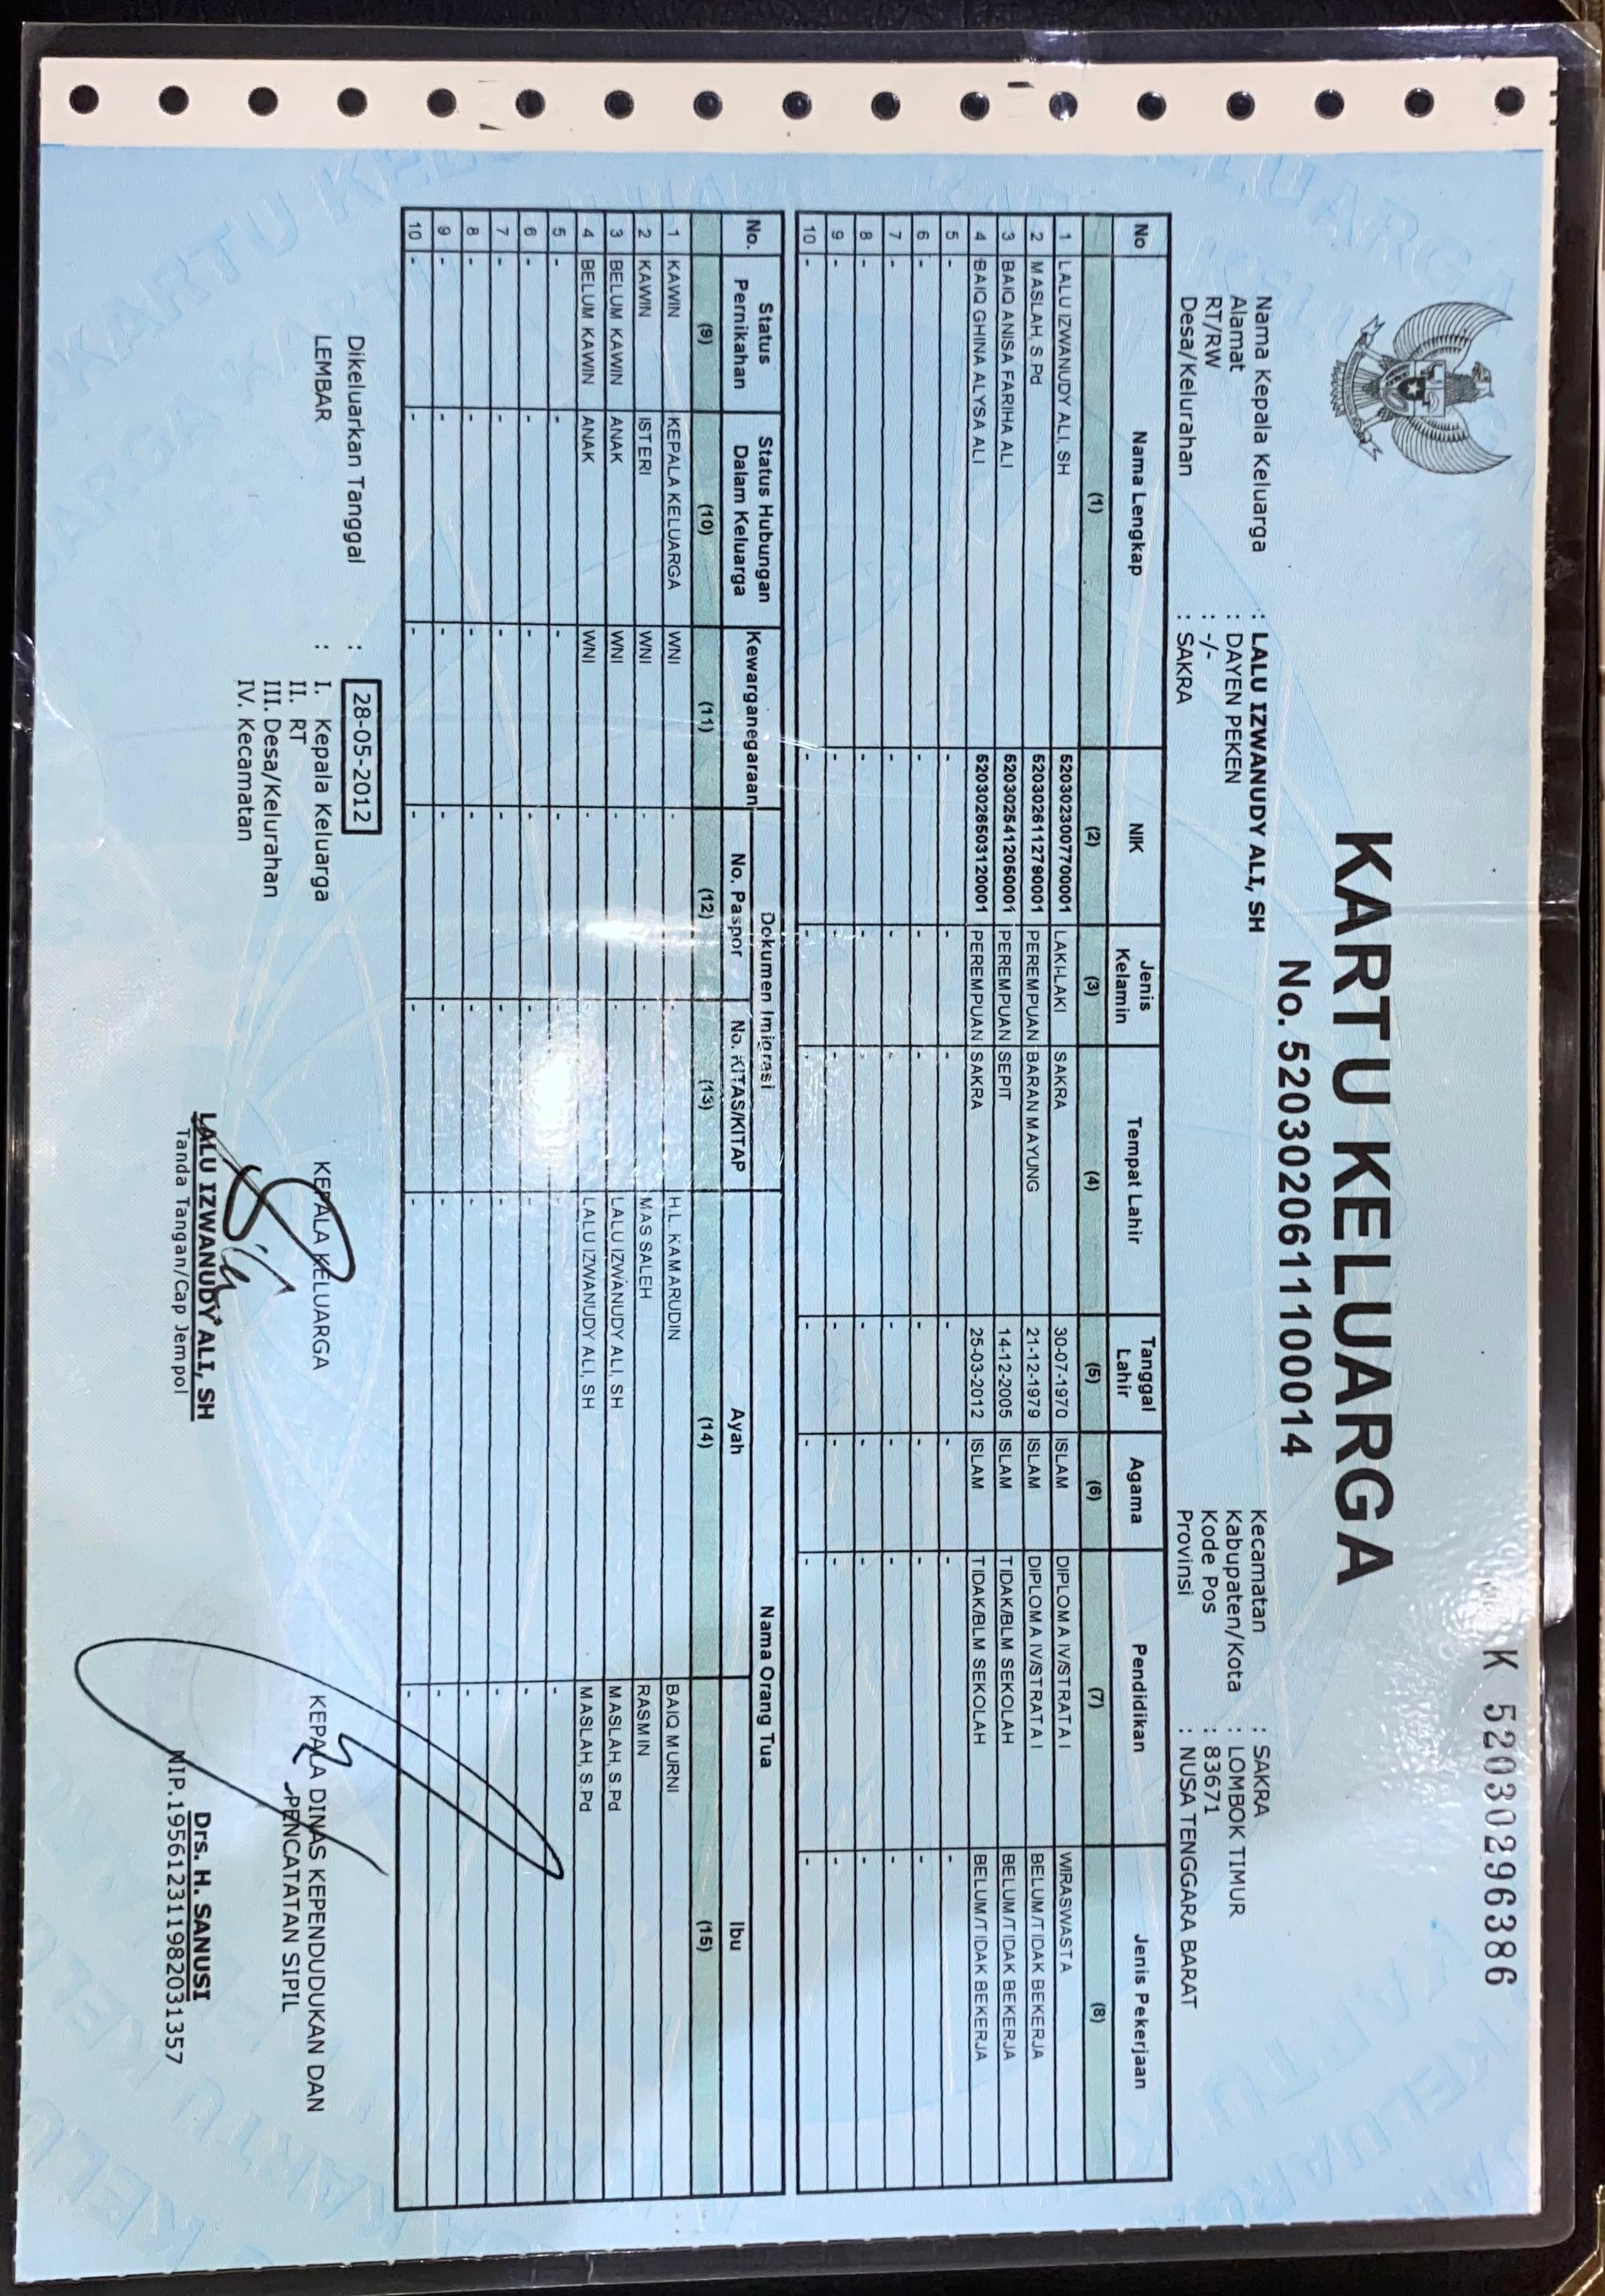 K 5203029 6386
KARTU KELUARGA
No. 5203020611100014
Nama Kepala Keluarga : LALU IZWANUDY ALI, SH
Alamat : DAYEN PEKEN
RT/RW : -/-
Desa/Kelurahan : SAKRA
Kecamatan : SAKRA
Kabupaten/Kota : LOMBOK TIMUR
Kode Pos : 83671
Provinsi : NUSA TENGGARA BARAT
No Nama Lengkap NIK Jenis Kelamin Tempat Lahir Tanggal Lahir Agama Pendidikan Jenis Pekerjaan
(1) (2) (3) (4) (5) (6) (7) (8)
1 LALU IZWANUDY ALI, SH 5203023007700001 LAKI-LAKI SAKRA 30-07-1970 ISLAM DIPLOMA IV/STRATA I WIRASWASTA
2 MASLAH, S.Pd 5203026112790001 PEREMPUAN BARAN MAYUNG 21-12-1979 ISLAM DIPLOMA IV/STRATA I BELUM/TIDAK BEKERJA
3 BAIQ ANISA FARIHA ALI 5203025412050001 PEREMPUAN SEPIT 14-12-2005 ISLAM TIDAK/BLM SEKOLAH BELUM/TIDAK BEKERJA
4 BAIQ GHINA ALYSA ALI 5203026503120001 PEREMPUAN SAKRA 25-03-2012 ISLAM TIDAK/BLM SEKOLAH BELUM/TIDAK BEKERJA
5 - - - - - - - -
6 - - - - - - - -
7 - - - - - - - -
8 - - - - - - - -
9 - - - - - - - -
10 - - - - - - - -
No. Status Pernikahan Status Hubungan Dalam Keluarga Kewarganegaraan Dokumen Imigrasi Nama Orang Tua
No. Paspor No. KITAS/KITAP Ayah Ibu
(9) (10) (11) (12) (13) (14) (15)
1 KAWIN KEPALA KELUARGA WNI - - H.L. KAMARUDIN BAIQ MURNI
2 KAWIN ISTERI WNI - - MAS SALEH RASMIN
3 BELUM KAWIN ANAK WNI - - LALU IZWANUDY ALI, SH MASLAH, S.Pd
4 BELUM KAWIN ANAK WNI - - LALU IZWANUDY ALI, SH MASLAH, S.Pd
5 - - - - - - -
6 - - - - - - -
7 - - - - - - -
8 - - - - - - -
9 - - - - - - -
10 - - - - - - -
Dikeluarkan Tanggal : 28-05-2012
LEMBAR : I. Kepala Keluarga
II. RT
III. Desa/Kelurahan
IV. Kecamatan
KEPALA KELUARGA
LALU IZWANUDY ALI, SH
Tanda Tangan/Cap Jempol
KEPALA DINAS KEPENDUDUKAN DAN
PENCATATAN SIPIL
Drs. H. SANUSI
NIP.195612311982031357